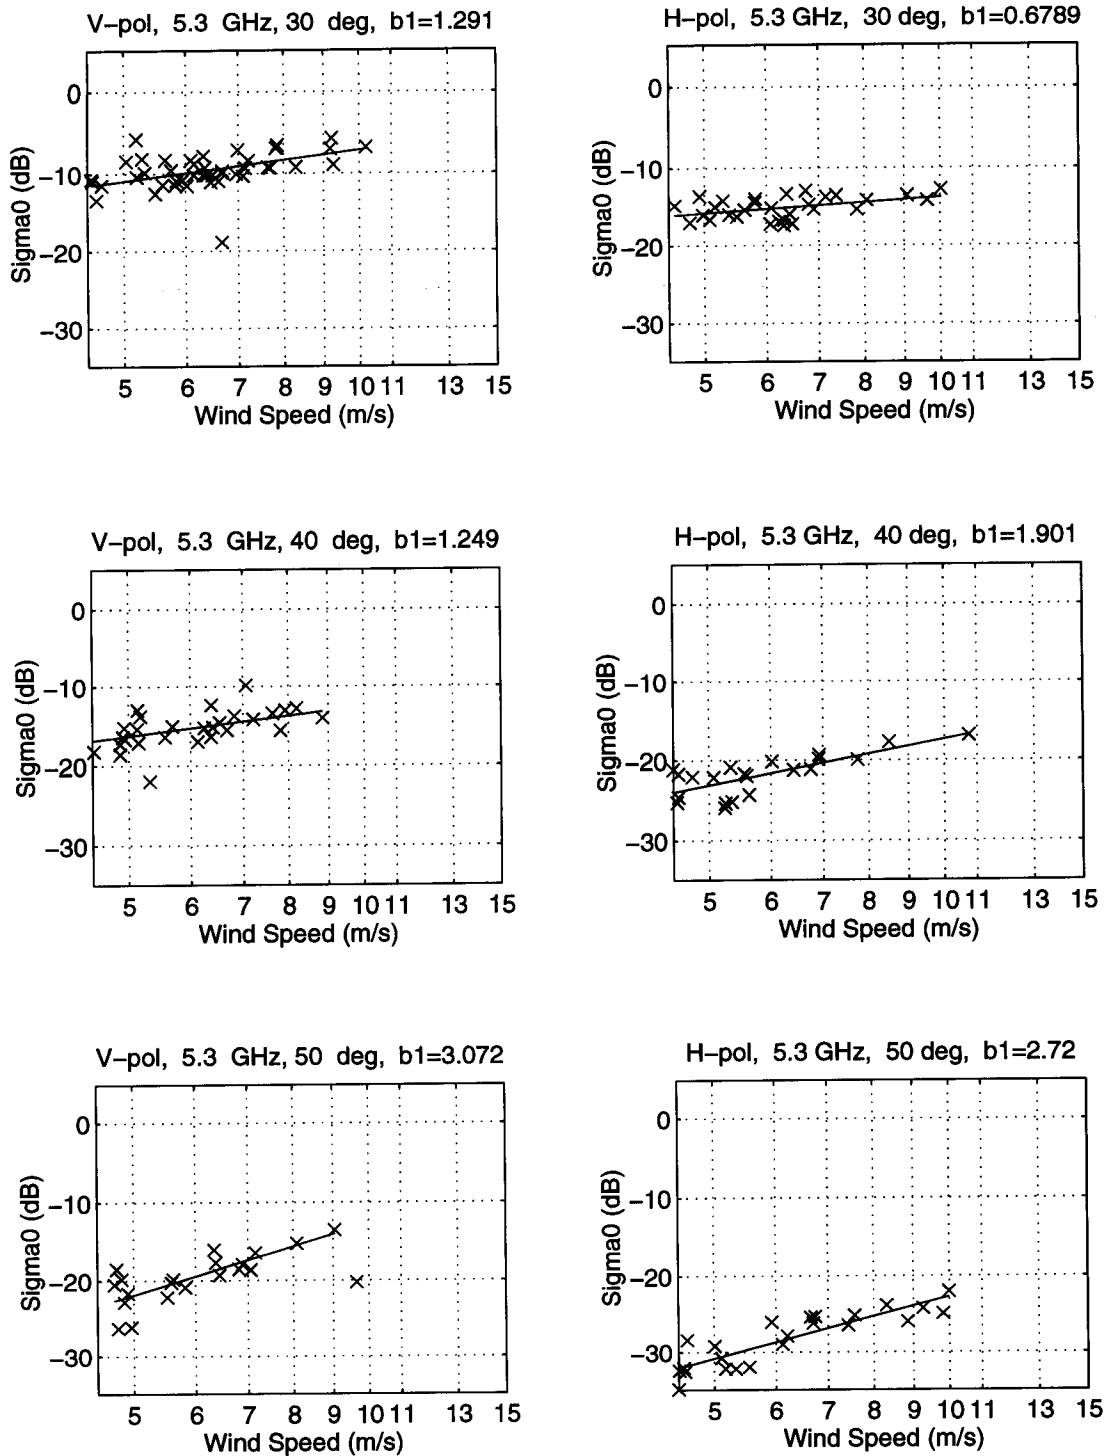 V-pol, 5.3 GHz, 30 deg, b1=1.291
0
-10
-20
-30
Sigma0 (dB)
5 6 7 8 9 10 11 13 15
Wind Speed (m/s)
H-pol, 5.3 GHz, 30 deg, b1=0.6789
0
-10
-20
-30
Sigma0 (dB)
5 6 7 8 9 10 11 13 15
Wind Speed (m/s)
V-pol, 5.3 GHz, 40 deg, b1=1.249
0
-10
-20
-30
Sigma0 (dB)
5 6 7 8 9 10 11 13 15
Wind Speed (m/s)
H-pol, 5.3 GHz, 40 deg, b1=1.901
0
-10
-20
-30
Sigma0 (dB)
5 6 7 8 9 10 11 13 15
Wind Speed (m/s)
V-pol, 5.3 GHz, 50 deg, b1=3.072
0
-10
-20
-30
Sigma0 (dB)
5 6 7 8 9 10 11 13 15
Wind Speed (m/s)
H-pol, 5.3 GHz, 50 deg, b1=2.72
0
-10
-20
-30
Sigma0 (dB)
5 6 7 8 9 10 11 13 15
Wind Speed (m/s)